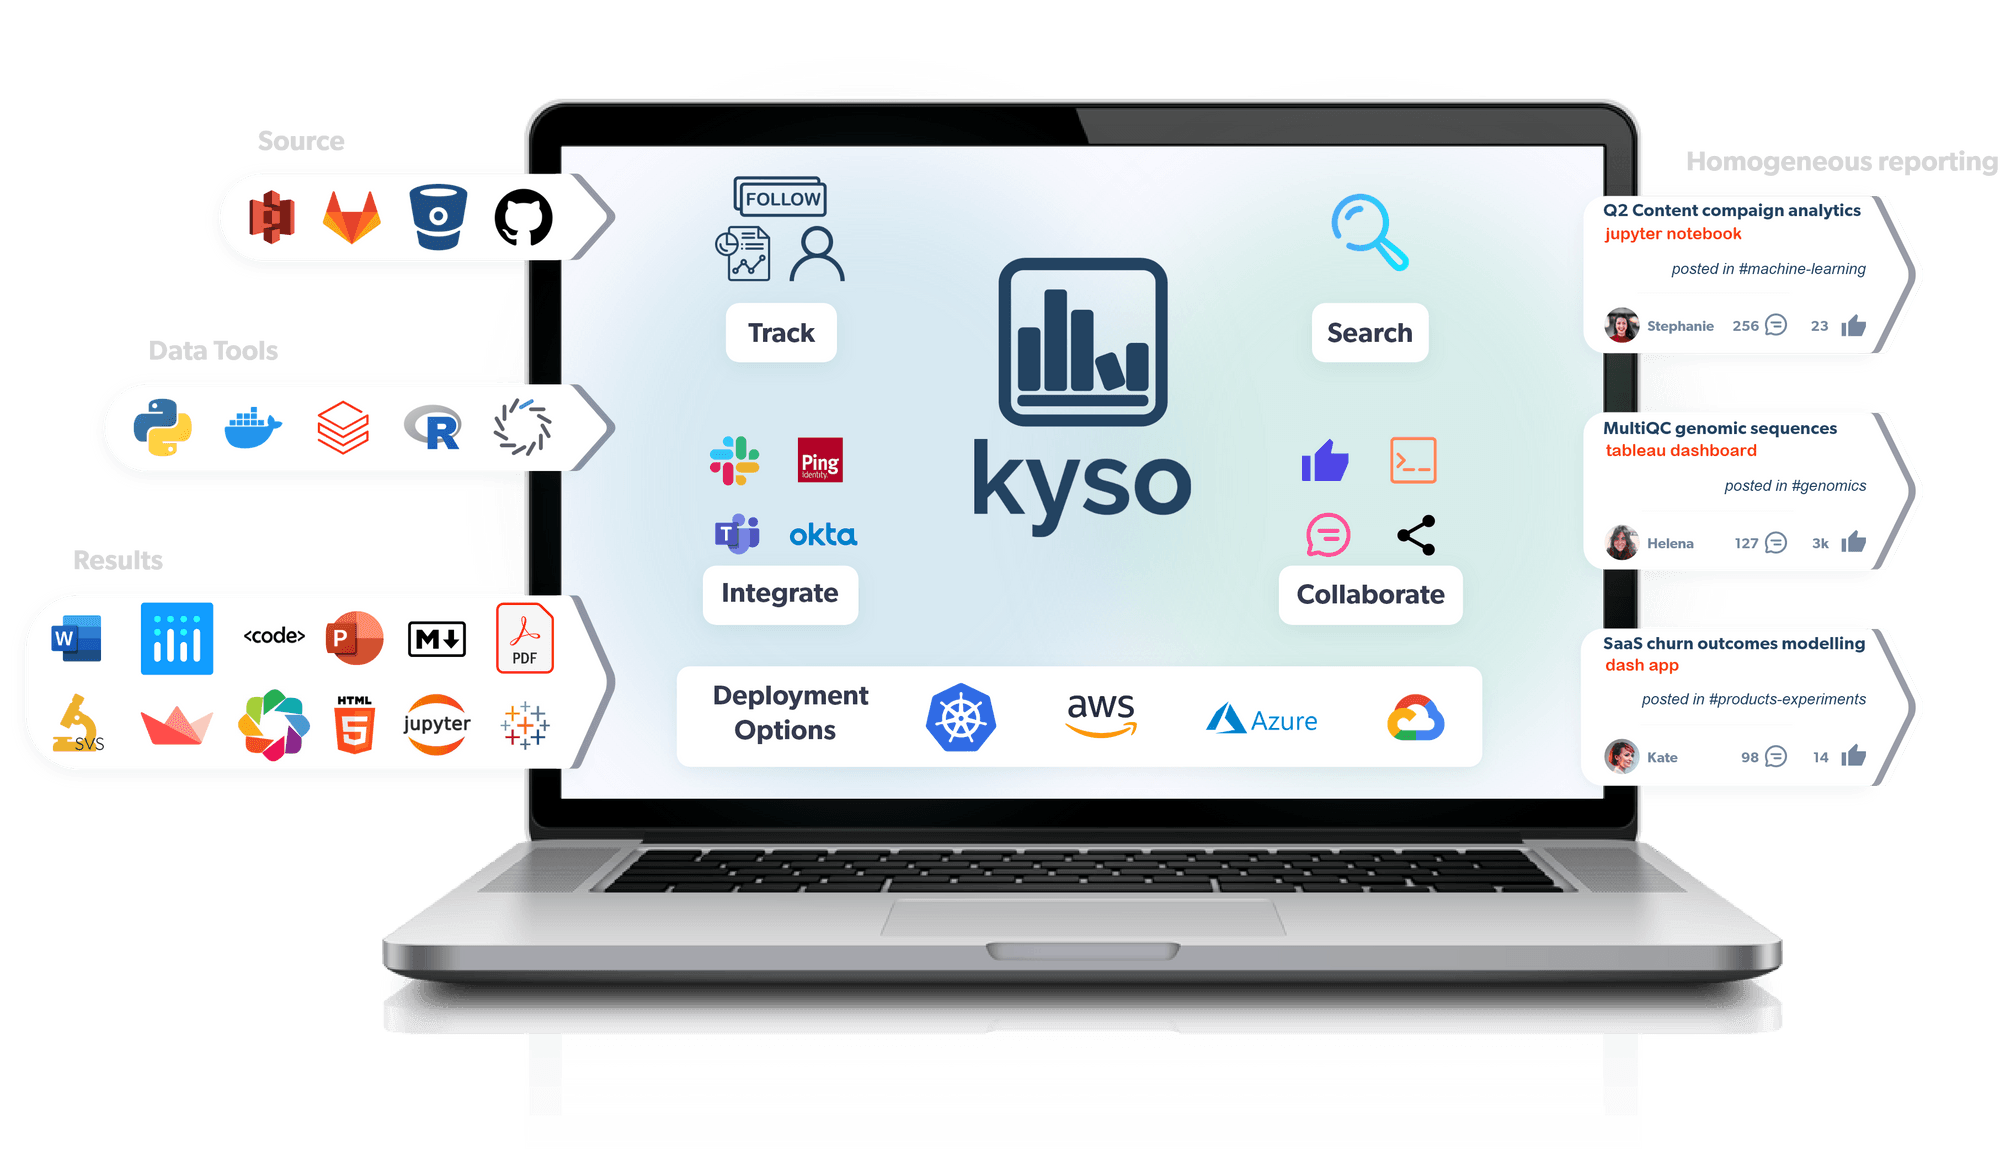 Source
Data Tools
Results
W
<code>
P
M
PDF
SVS
HTML
5
jupyter
R
FOLLOW
Track
Search
kyso
Ping
Identity
T
okta
Integrate
Collaborate
Deployment
Options
aws
Azure
Homogeneous reporting
Q2 Content compaign analytics
jupyter notebook
posted in #machine-learning
Stephanie 256 23
MultiQC genomic sequences
tableau dashboard
posted in #genomics
Helena 127 3k
SaaS churn outcomes modelling
dash app
posted in #products-experiments
Kate 98 14